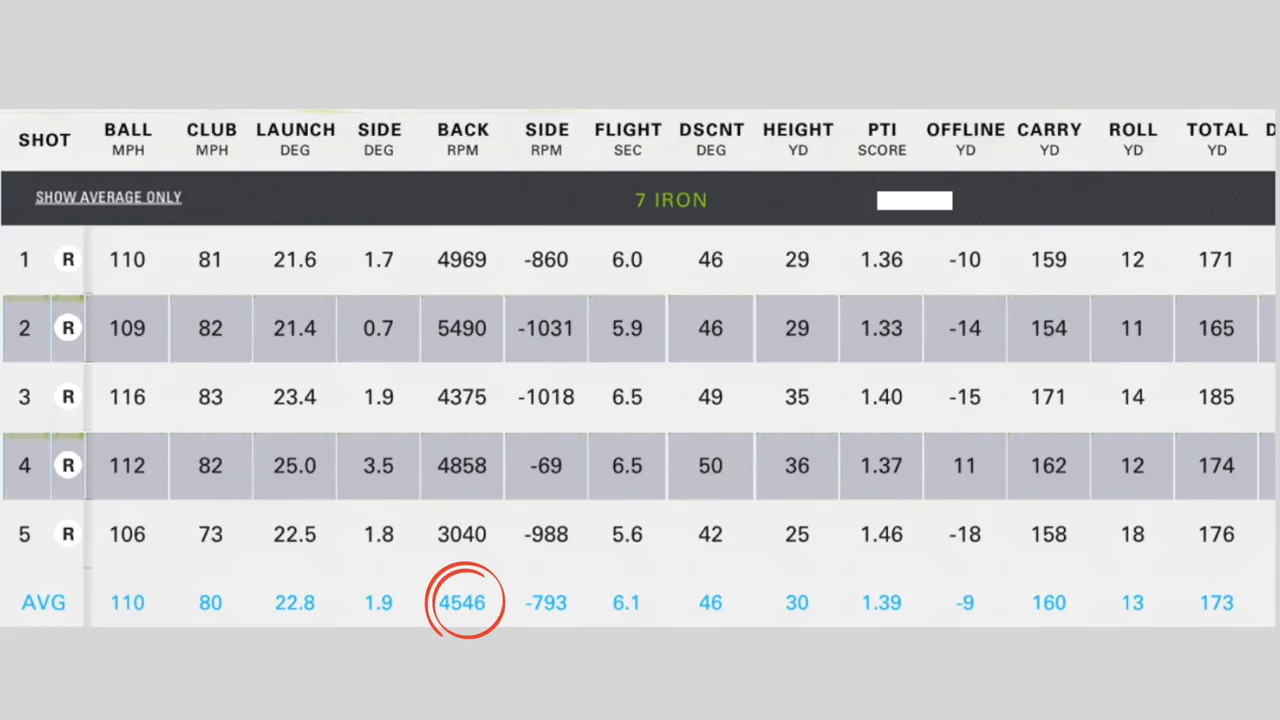 SHOT BALL CLUB LAUNCH SIDE BACK SIDE FLIGHT DSCNT HEIGHT PTI OFFLINE CARRY ROLL TOTAL D
MPH MPH DEG DEG RPM RPM SEC DEG YD SCORE YD YD YD YD
SHOW AVERAGE ONLY 7 IRON
1 R 110 81 21.6 1.7 4969 -860 6.0 46 29 1.36 -10 159 12 171
2 R 109 82 21.4 0.7 5490 -1031 5.9 46 29 1.33 -14 154 11 165
3 R 116 83 23.4 1.9 4375 -1018 6.5 49 35 1.40 -15 171 14 185
4 R 112 82 25.0 3.5 4858 -69 6.5 50 36 1.37 11 162 12 174
5 R 106 73 22.5 1.8 3040 -988 5.6 42 25 1.46 -18 158 18 176
AVG 110 80 22.8 1.9 4546 -793 6.1 46 30 1.39 -9 160 13 173